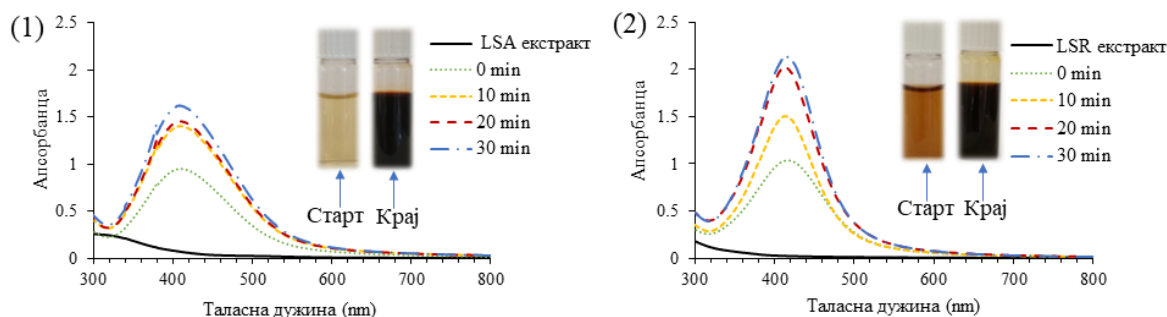 (1)
2.5
2
1.5
1
0.5
0
300 400 500 600 700 800
Апсорбанца
Таласна дужина (nm)
LSA екстракт
0 min
10 min
20 min
30 min
Старт Крај
(2)
2.5
2
1.5
1
0.5
0
300 400 500 600 700 800
Апсорбанца
Таласна дужина (nm)
LSR екстракт
0 min
10 min
20 min
30 min
Старт Крај